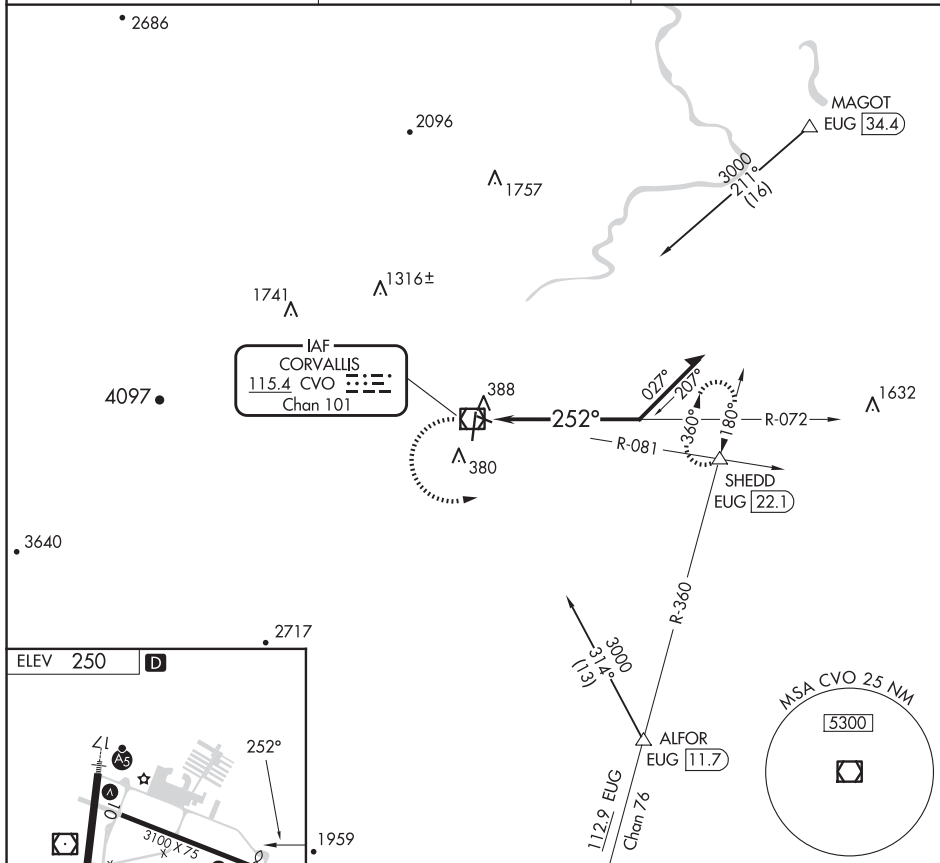 2686
MAGOT
EUG 34.4
2096
3000
211°
(16)
1757
1316±
1741
IAF
CORVALLIS
115.4 CVO
Chan 101
4097
388
027°
207°
1632
252°
360°
180°
R-072
R-081
380
SHEDD
EUG 22.1
3640
R-360
2717
3000
314°
(13)
ELEV 250 D
MSA CVO 25 NM
5300
17
A5
252°
ALFOR
EUG 11.7
V
10
3100 X 75
112.9 EUG
Chan 76
1959